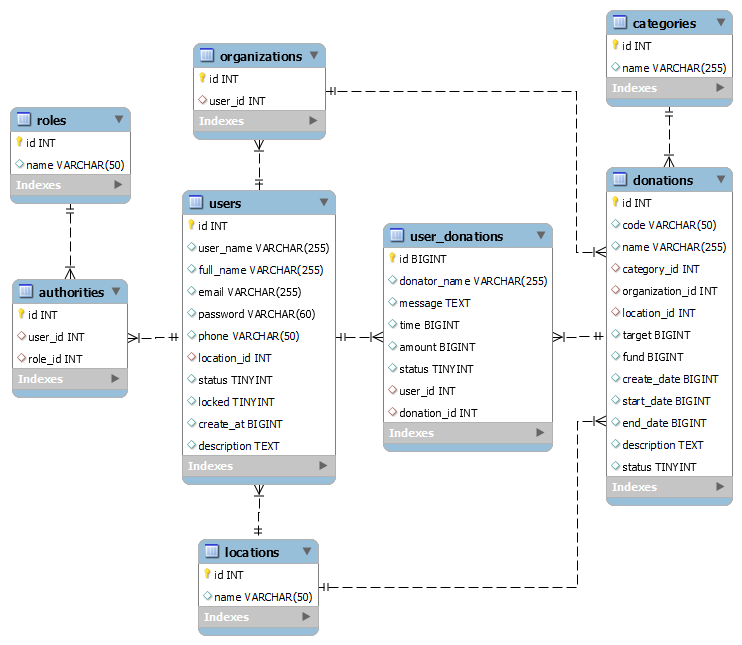 categories
id INT
name VARCHAR(255)
Indexes
organizations
id INT
user_id INT
Indexes
roles
id INT
name VARCHAR(50)
Indexes
users
id INT
user_name VARCHAR(255)
full_name VARCHAR(255)
email VARCHAR(255)
password VARCHAR(60)
phone VARCHAR(50)
location_id INT
status TINYINT
locked TINYINT
create_at BIGINT
description TEXT
Indexes
donations
id INT
code VARCHAR(50)
name VARCHAR(255)
category_id INT
organization_id INT
location_id INT
target BIGINT
fund BIGINT
create_date BIGINT
start_date BIGINT
end_date BIGINT
description TEXT
status TINYINT
Indexes
user_donations
id BIGINT
donator_name VARCHAR(255)
message TEXT
time BIGINT
amount BIGINT
status TINYINT
user_id INT
donation_id INT
Indexes
authorities
id INT
user_id INT
role_id INT
Indexes
locations
id INT
name VARCHAR(50)
Indexes